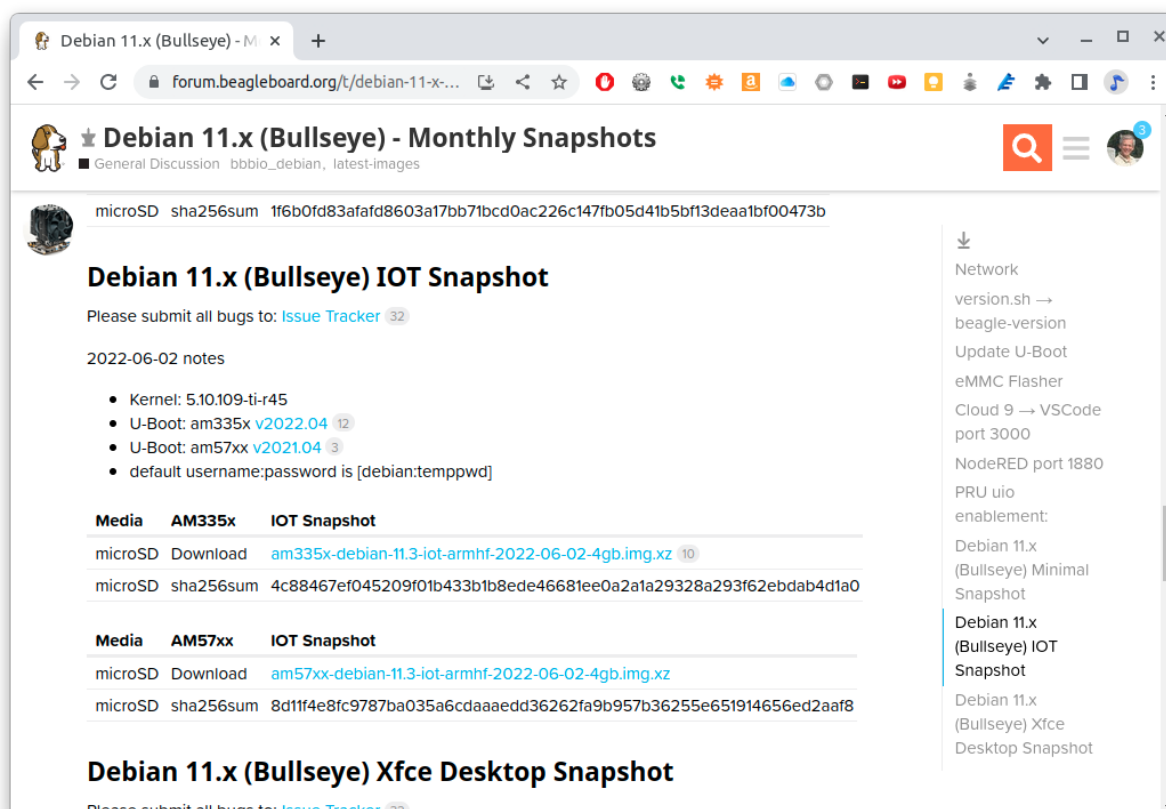 Debian 11.x (Bullseye) - M
forum.beagleboard.org/t/debian-11-x-...
Debian 11.x (Bullseye) - Monthly Snapshots
3
General Discussion bbbio_debian, latest-images
microSD sha256sum 1f6b0fd83afafd8603a17bb71bcd0ac226c147fb05d41b5bf13deaa1bf00473b
Debian 11.x (Bullseye) IOT Snapshot
Please submit all bugs to: Issue Tracker 32
2022-06-02 notes
• Kernel: 5.10.109-ti-r45
• U-Boot: am335x v2022.04 12
• U-Boot: am57xx v2021.04 3
• default username:password is [debian:temppwd]
Media AM335x IOT Snapshot
microSD Download am335x-debian-11.3-iot-armhf-2022-06-02-4gb.img.xz 10
microSD sha256sum 4c88467ef045209f01b433b1b8ede46681ee0a2a1a29328a293f62ebdab4d1a0
Media AM57xx IOT Snapshot
microSD Download am57xx-debian-11.3-iot-armhf-2022-06-02-4gb.img.xz
microSD sha256sum 8d11f4e8fc9787ba035a6cdaaaedd36262fa9b957b36255e651914656ed2aaf8
Debian 11.x (Bullseye) Xfce Desktop Snapshot
Please submit all bugs to: Issue Tracker
Network
version.sh →
beagle-version
Update U-Boot
eMMC Flasher
Cloud 9 → VSCode
port 3000
NodeRED port 1880
PRU uio
enablement:
Debian 11.x
(Bullseye) Minimal
Snapshot
Debian 11.x
(Bullseye) IOT
Snapshot
Debian 11.x
(Bullseye) Xfce
Desktop Snapshot